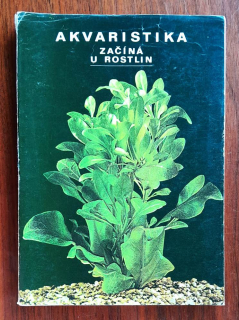 AKVARISTIKA
ZAČÍNÁ
U ROSTLIN